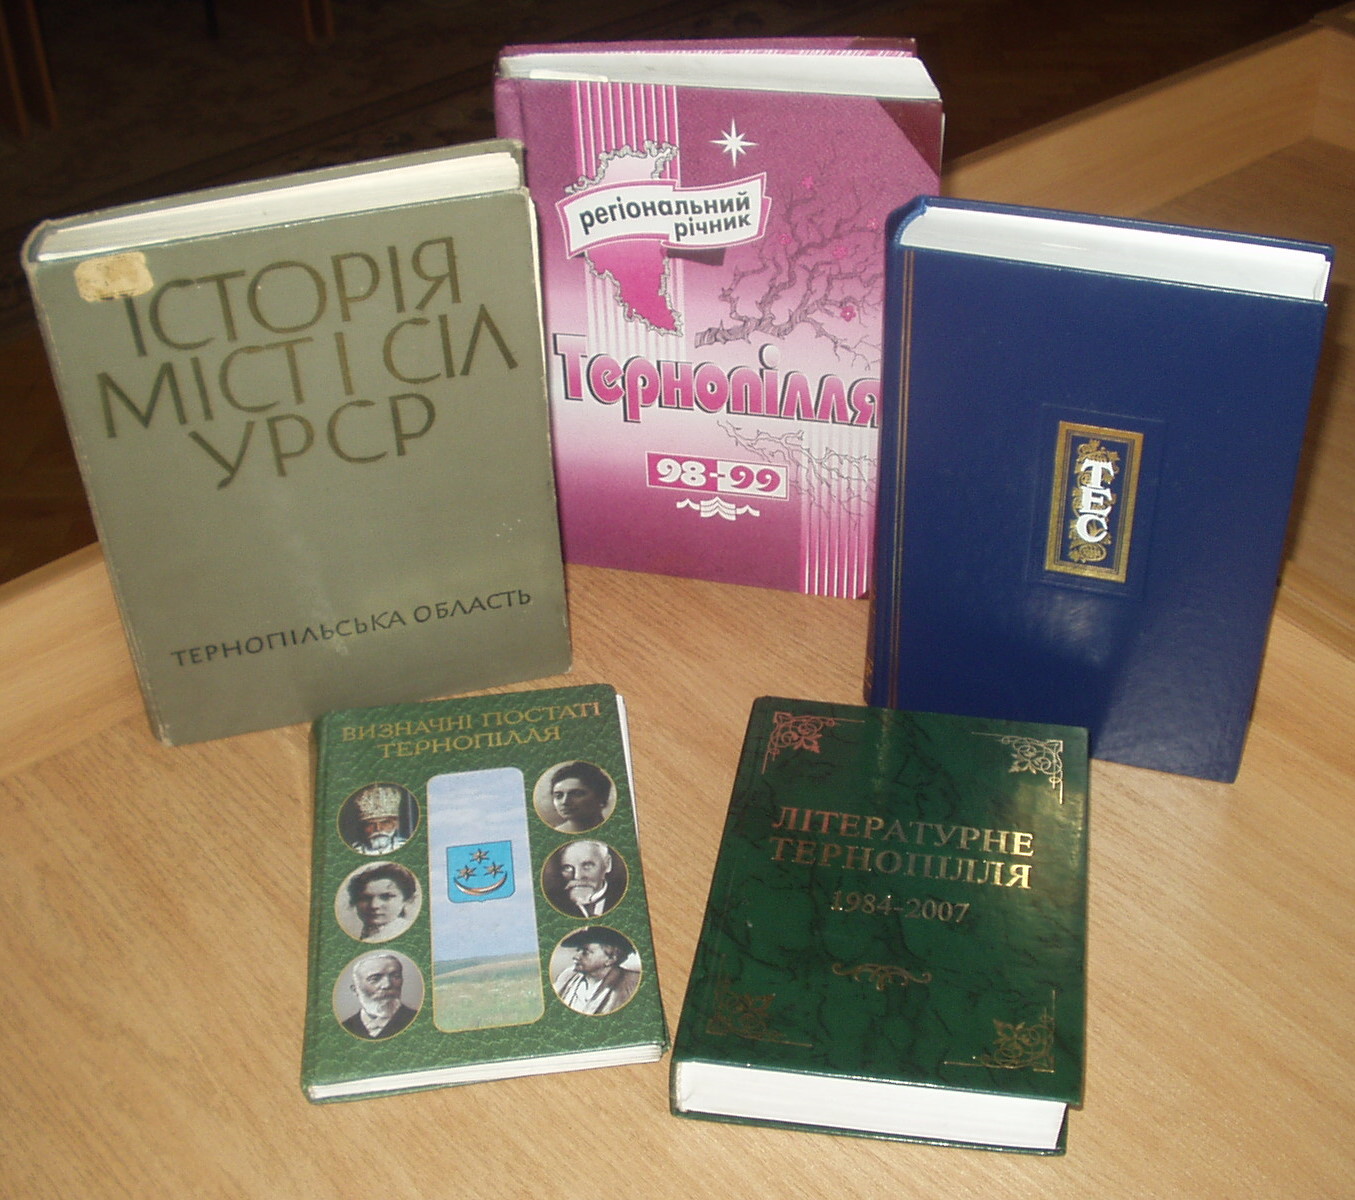 ІСТОРІЯ
МІСТ І СІЛ
УРСР
ТЕРНОПІЛЬСЬКА ОБЛАСТЬ
регіональний
річник
Тернопілля
98-99
ТЕС
ВИЗНАЧНІ ПОСТАТІ
ТЕРНОПІЛЛЯ
ЛІТЕРАТУРНЕ
ТЕРНОПІЛЛЯ
1984-2007